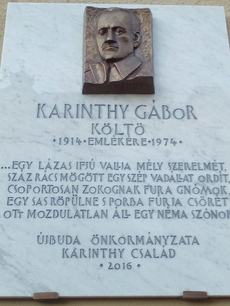 KARINTHY GÁBOR
KÖLTŐ
•1914•EMLÉKÉRE•1974•
...EGY LÁZAS IFJÚ VALLJA MÉLY SZERELMÉT,
SZÁZ RÁCS MÖGÖTT EGY SZÉP VADÁLLAT ORDÍT,
CSOPORTOSAN ZOKOGNAK FURA GNÓMOK,
EGY SAS RÖPÜLNE S PORBA FÚRJA CSŐRÉT
OTT MOZDULATLAN ÁLL EGY NÉMA SZÓNOK
ÚJBUDA ÖNKORMÁNYZATA
KARINTHY CSALÁD
•2016•